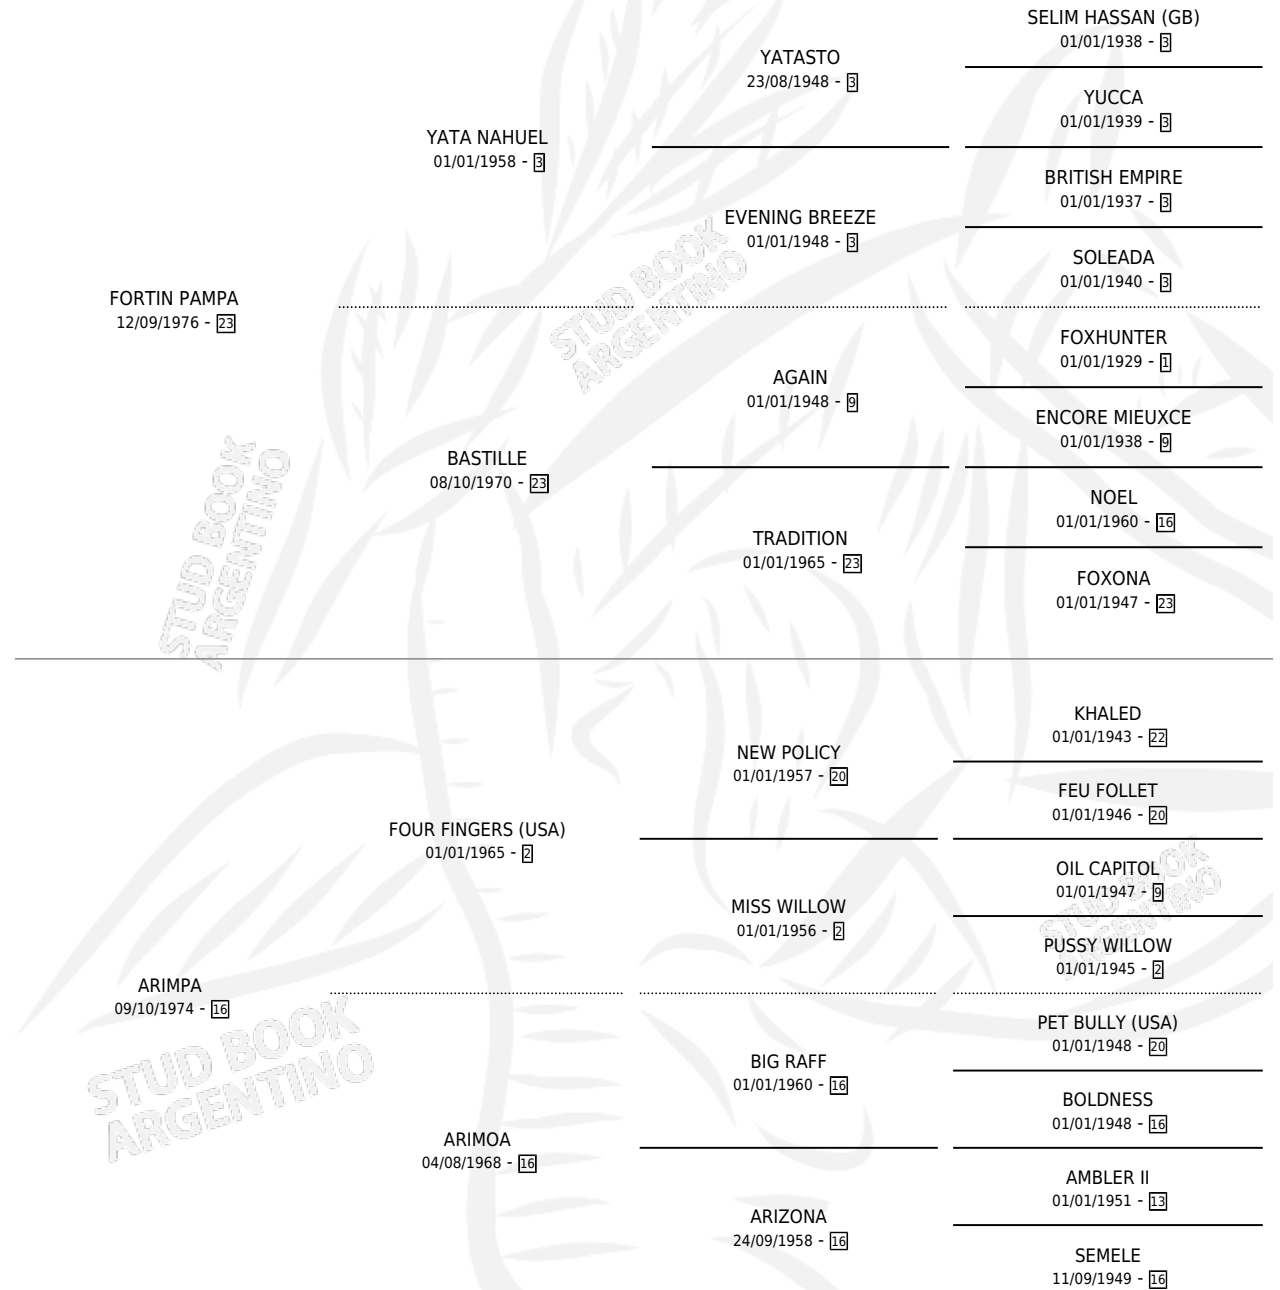 SELIM HASSAN (GB)
01/01/1938 - 3
YATASTO
23/08/1948 - 3
YUCCA
01/01/1939 - 3
YATA NAHUEL
01/01/1958 - 3
BRITISH EMPIRE
01/01/1937 - 3
EVENING BREEZE
01/01/1948 - 3
SOLEADA
01/01/1940 - 3
FORTIN PAMPA
12/09/1976 - 23
FOXHUNTER
01/01/1929 - 1
AGAIN
01/01/1948 - 9
ENCORE MIEUXCE
01/01/1938 - 9
BASTILLE
08/10/1970 - 23
NOEL
01/01/1960 - 16
TRADITION
01/01/1965 - 23
FOXONA
01/01/1947 - 23
STUD BOOK
ARGENTINO
STUD BOOK
ARGENTINO
KHALED
01/01/1943 - 22
NEW POLICY
01/01/1957 - 20
FEU FOLLET
01/01/1946 - 20
FOUR FINGERS (USA)
01/01/1965 - 2
OIL CAPITOL
01/01/1947 - 9
MISS WILLOW
01/01/1956 - 2
PUSSY WILLOW
01/01/1945 - 2
ARIMPA
09/10/1974 - 16
PET BULLY (USA)
01/01/1948 - 20
BIG RAFF
01/01/1960 - 16
BOLDNESS
01/01/1948 - 16
ARIMOA
04/08/1968 - 16
AMBLER II
01/01/1951 - 13
ARIZONA
24/09/1958 - 16
SEMELE
11/09/1949 - 16
STUD BOOK
ARGENTINO
STUD BOOK
ARGENTINO